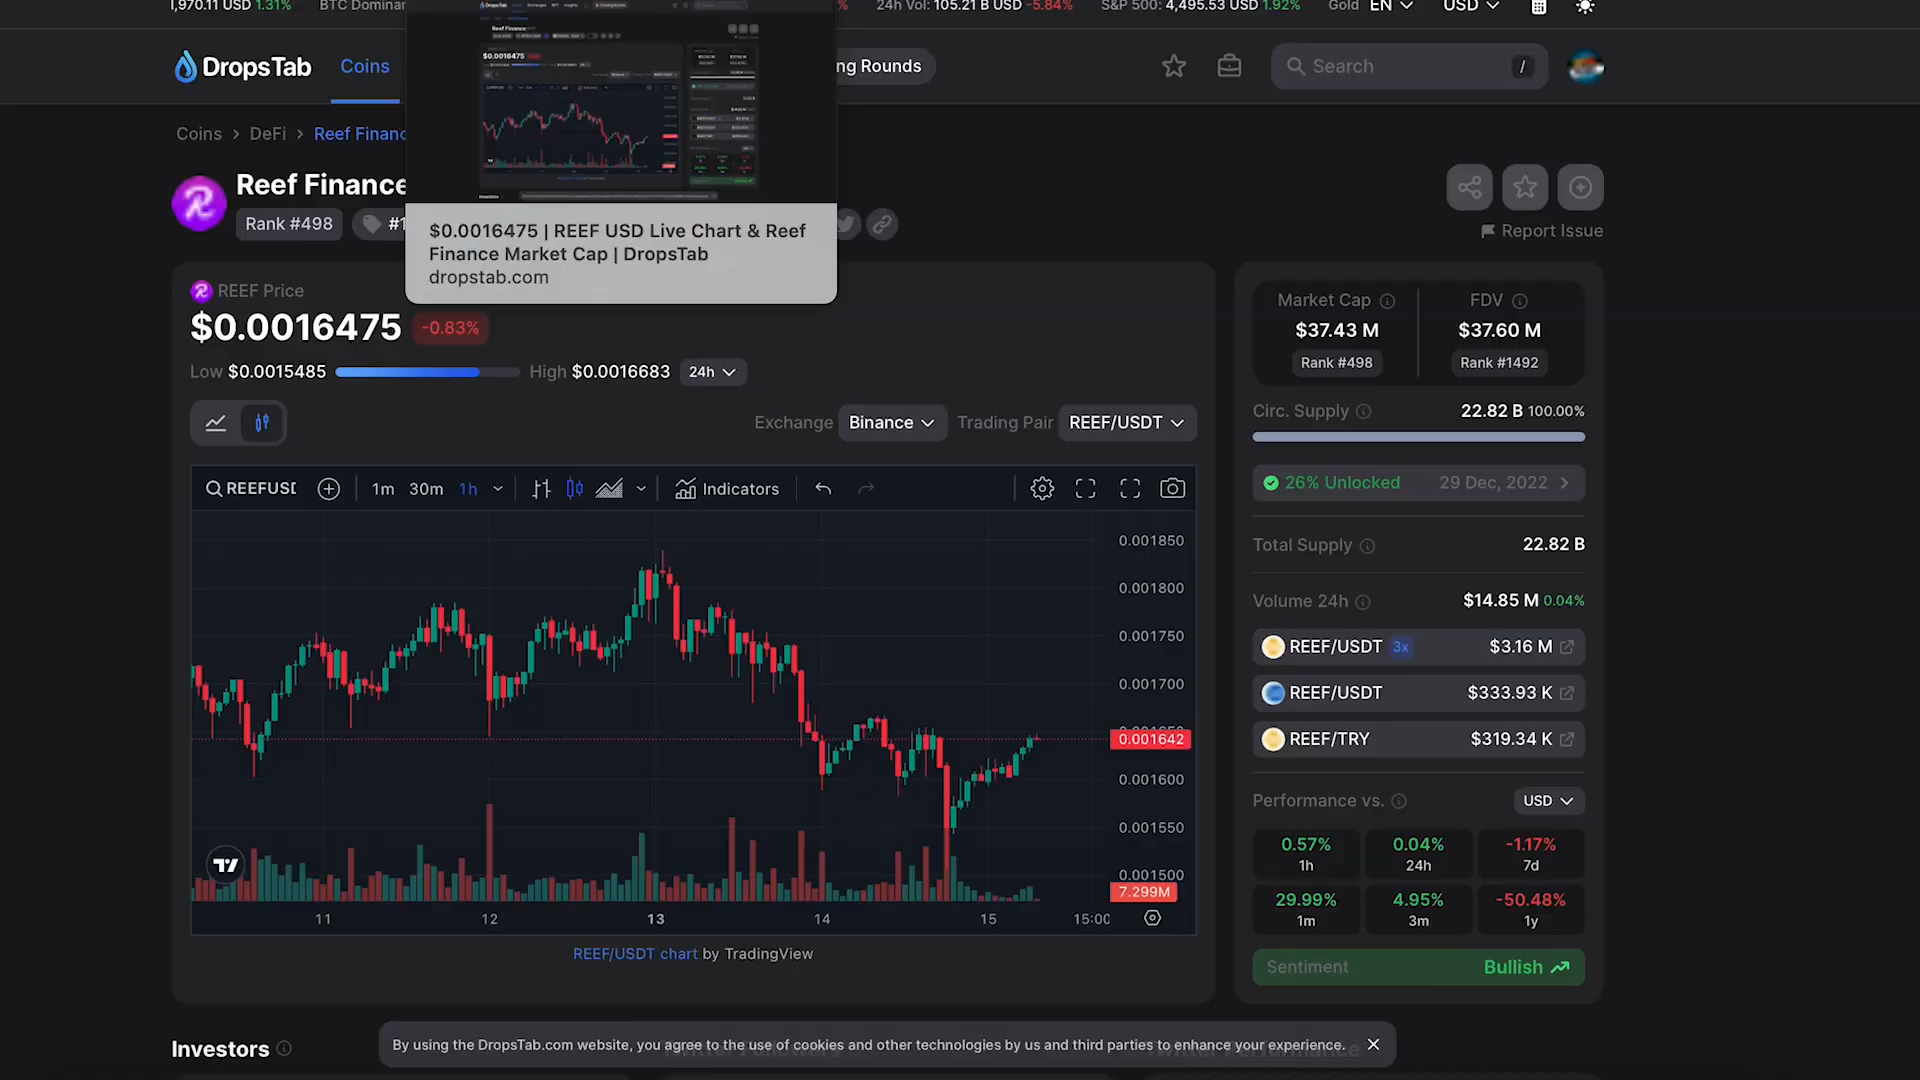 1,970.11 USD 1.31%
BTC Dominan
%
24h Vol: 105.21 B USD -5.84%
S&P 500: 4,495.53 USD 1.92%
Gold
EN
USD
DropsTab
Coins
ng Rounds
Search
/
Coins > DeFi > Reef Financ
Reef Finance
Rank #498
#1
$0.0016475 | REEF USD Live Chart & Reef
Finance Market Cap | DropsTab
dropstab.com
Report Issue
REEF Price
$0.0016475 -0.83%
Low $0.0015485
High $0.0016683
24h
Exchange Binance
Trading Pair REEF/USDT
REEFUSD
1m 30m 1h
Indicators
0.001850
0.001800
0.001750
0.001700
0.001642
0.001600
0.001550
0.001500
7.299M
11 12 13 14 15 15:00
REEF/USDT chart by TradingView
Market Cap
$37.43 M
Rank #498
FDV
$37.60 M
Rank #1492
Circ. Supply
22.82 B 100.00%
26% Unlocked
29 Dec, 2022 >
Total Supply
22.82 B
Volume 24h
$14.85 M 0.04%
REEF/USDT 3x $3.16 M
REEF/USDT $333.93 K
REEF/TRY $319.34 K
Performance vs.
USD
0.57% 0.04% -1.17%
1h 24h 7d
29.99% 4.95% -50.48%
1m 3m 1y
Sentiment
Bullish
Investors
By using the DropsTab.com website, you agree to the use of cookies and other technologies by us and third parties to enhance your experience.